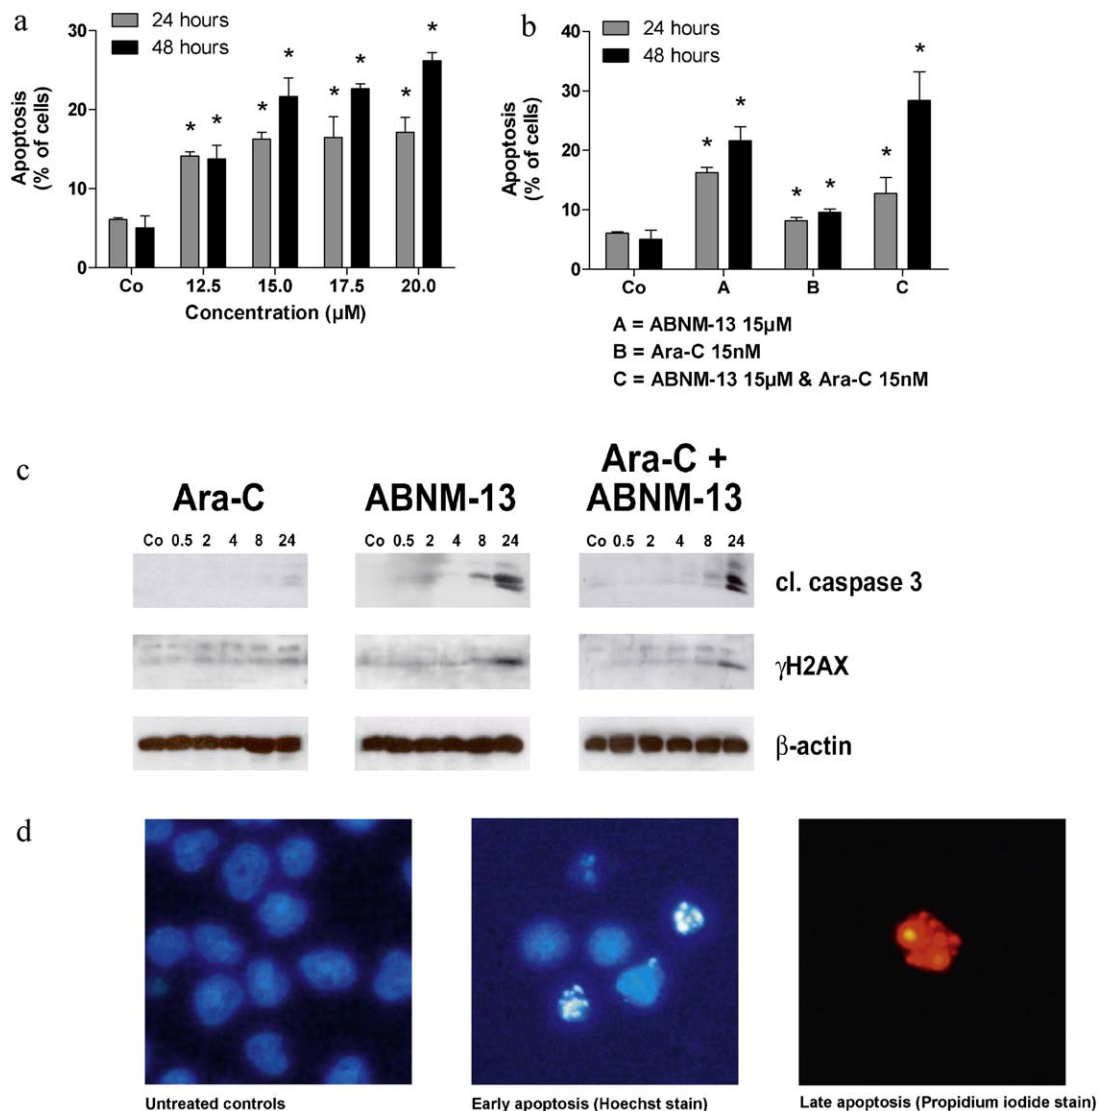 a
24 hours
48 hours
Apoptosis
(% of cells)
30
20
10
0
* * * * * * * *
Co 12.5 15.0 17.5 20.0
Concentration (µM)
b
24 hours
48 hours
Apoptosis
(% of cells)
40
30
20
10
0
* * * * * *
Co A B C
A = ABNM-13 15µM
B = Ara-C 15nM
C = ABNM-13 15µM & Ara-C 15nM
c
Ara-C
Co 0.5 2 4 8 24
ABNM-13
Co 0.5 2 4 8 24
Ara-C +
ABNM-13
Co 0.5 2 4 8 24
cl. caspase 3
γH2AX
β-actin
d
Untreated controls
Early apoptosis (Hoechst stain)
Late apoptosis (Propidium iodide stain)